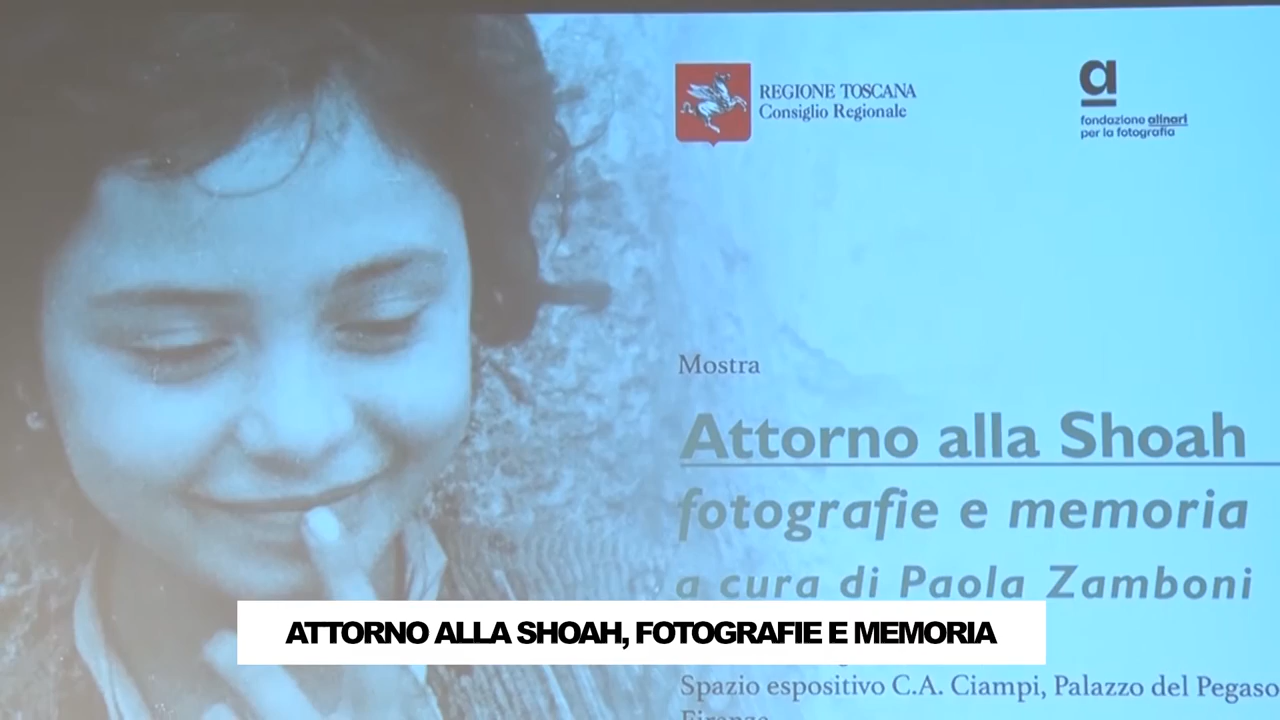 REGIONE TOSCANA
Consiglio Regionale
a
fondazione alinari
per la fotografia
Mostra
Attorno alla Shoah
fotografie e memoria
a cura di Paola Zamboni
ATTORNO ALLA SHOAH, FOTOGRAFIE E MEMORIA
Spazio espositivo C.A. Ciampi, Palazzo del Pegaso
Firenze